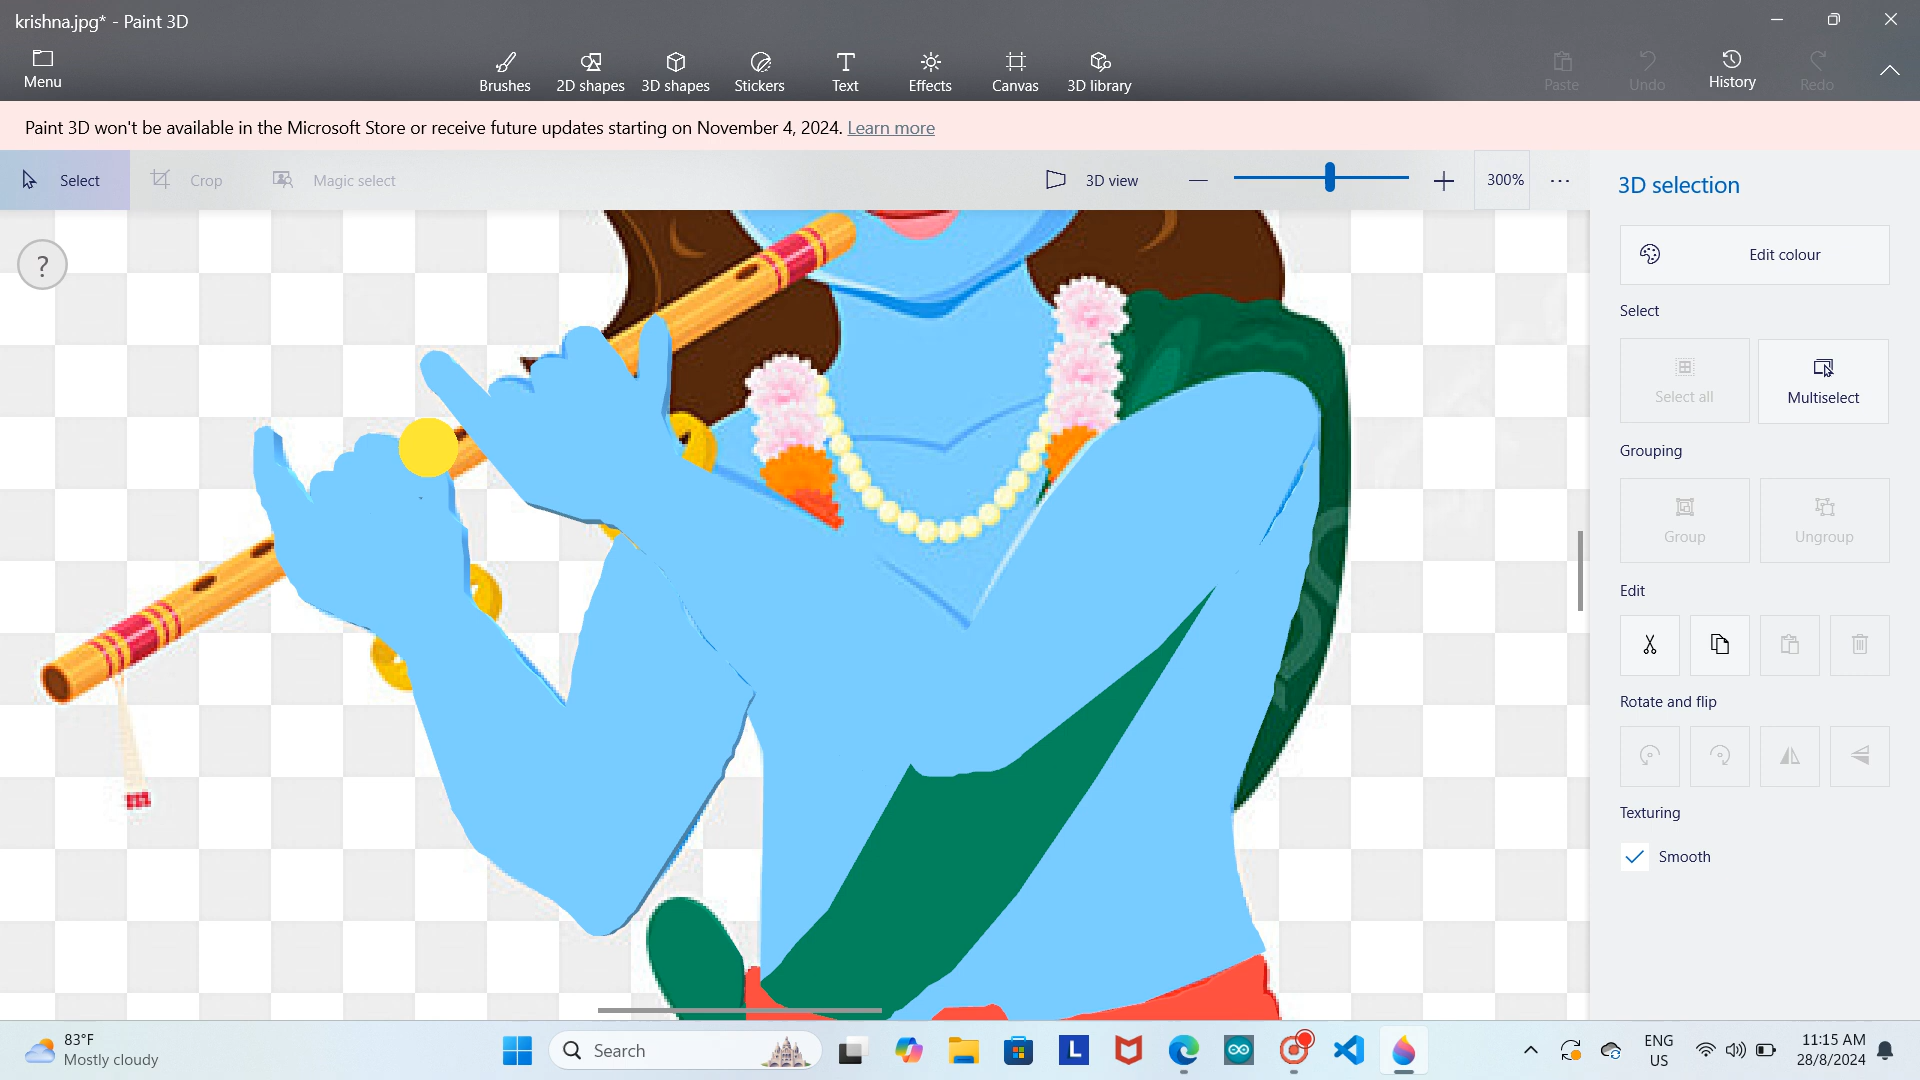 krishna.jpg* - Paint 3D
Menu
Brushes
2D shapes
3D shapes
Stickers
Text
Effects
Canvas
3D library
Paste
Undo
History
Redo
Paint 3D won't be available in the Microsoft Store or receive future updates starting on November 4, 2024. Learn more
Select
Crop
Magic select
3D view
300%
3D selection
?
Edit colour
Select
Select all
Multiselect
Grouping
Group
Ungroup
Edit
Rotate and flip
Texturing
Smooth
83°F
Mostly cloudy
Search
L
ENG
US
11:15 AM
28/8/2024